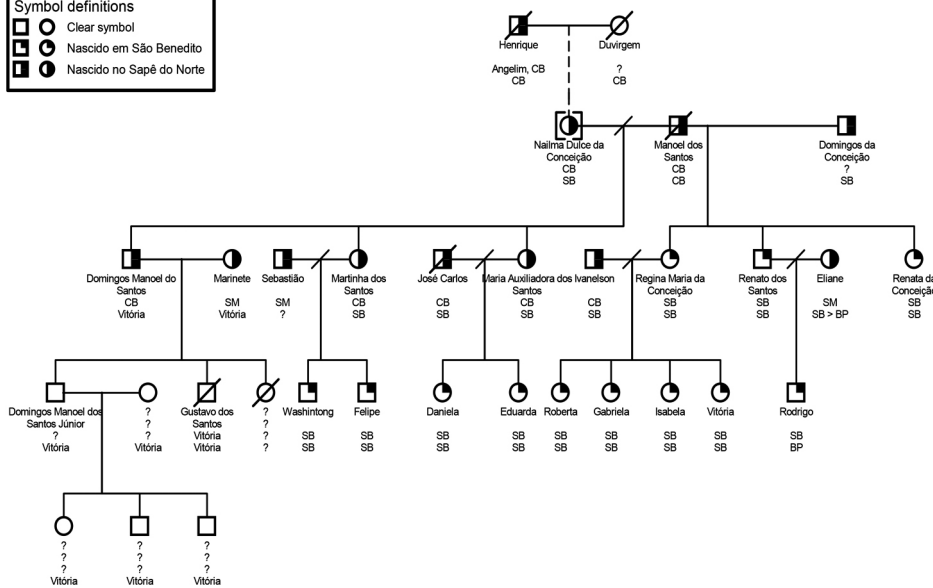 Symbol definitions
Clear symbol
Nascido em São Benedito
Nascido no Sapê do Norte
Henrique
Angelim, CB
CB
Duvirgem
?
CB
Nailma Dulce da
Conceição
CB
SB
Manoel dos
Santos
CB
CB
Domingos da
Conceição
?
SB
Domingos Manoel do
Santos
CB
Vitória
Marinete
SM
Vitória
Sebastião
SM
?
Martinha dos
Santos
CB
SB
José Carlos
CB
SB
Maria Auxiliadora dos
Santos
CB
SB
Ivanelson
CB
SB
Regina Maria da
Conceição
SB
SB
Renato dos
Santos
SB
SB
Eliane
SM
SB > BP
Renata da
Conceiçã
SB
SB
Domingos Manoel dos
Santos Júnior
?
Vitória
?
?
?
Vitória
Gustavo dos
Santos
Vitória
Vitória
?
?
?
?
Washintong
SB
SB
Felipe
SB
SB
Daniela
SB
SB
Eduarda
SB
SB
Roberta
SB
SB
Gabriela
SB
SB
Isabela
SB
SB
Vitória
SB
SB
Rodrigo
SB
BP
?
?
?
Vitória
?
?
?
Vitória
?
?
?
Vitória